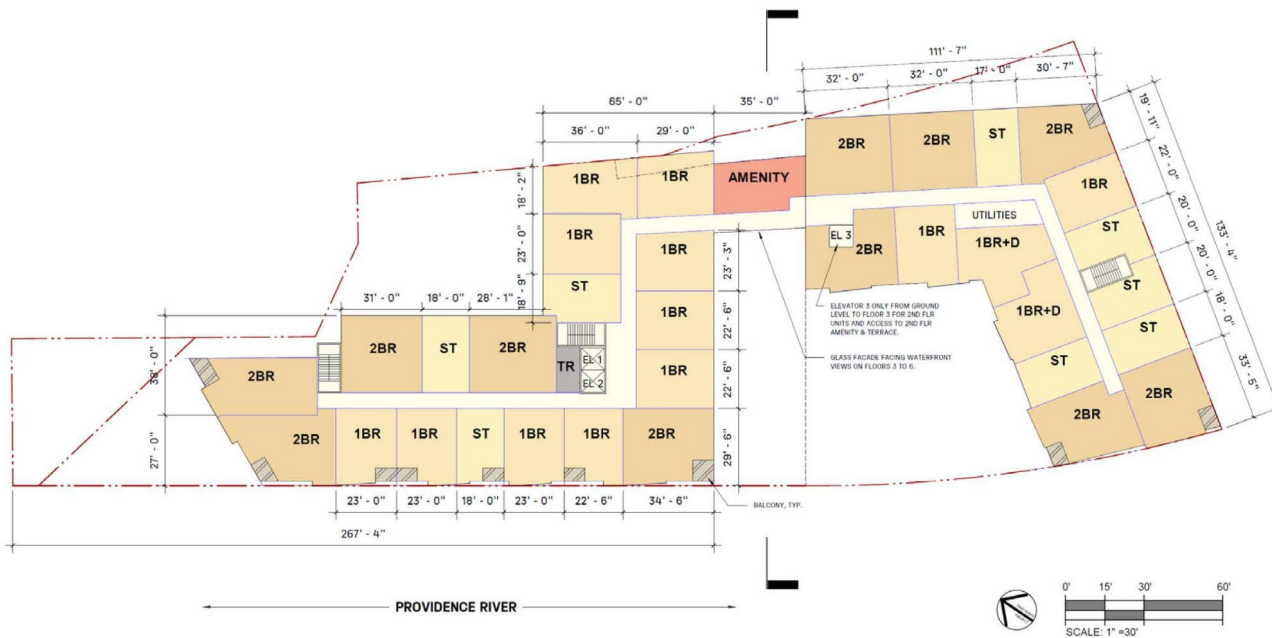 111' - 7"
32' - 0"
32' - 0"
17' - 0"
30' - 7"
65' - 0"
35' - 0"
36' - 0"
29' - 0"
19' - 11"
22' - 0"
20' - 0"
133' - 4"
20' - 0"
18' - 0"
33' - 5"
2BR
2BR
ST
2BR
1BR
1BR
AMENITY
1BR
18' - 2"
23' - 0"
18' - 9"
1BR
ST
1BR
1BR
1BR
23' - 3"
22' - 6"
22' - 6"
29' - 6"
EL 3
2BR
1BR
UTILITIES
1BR+D
1BR+D
ST
ST
ST
ST
2BR
2BR
ELEVATOR 3 ONLY FROM GROUND
LEVEL TO FLOOR 3 FOR 2ND FLR
UNITS AND ACCESS TO 2ND FLR
AMENITY & TERRACE.
GLASS FACADE FACING WATERFRONT
VIEWS ON FLOORS 3 TO 6.
31' - 0"
18' - 0"
28' - 1"
2BR
ST
2BR
TR
EL 1
EL 2
2BR
27' - 0"
2BR
1BR
1BR
ST
1BR
1BR
2BR
23' - 0"
23' - 0"
18' - 0"
23' - 0"
22' - 6"
34' - 6"
BALCONY, TYP.
267' - 4"
PROVIDENCE RIVER
0'
15'
30'
60'
SCALE: 1" =30'